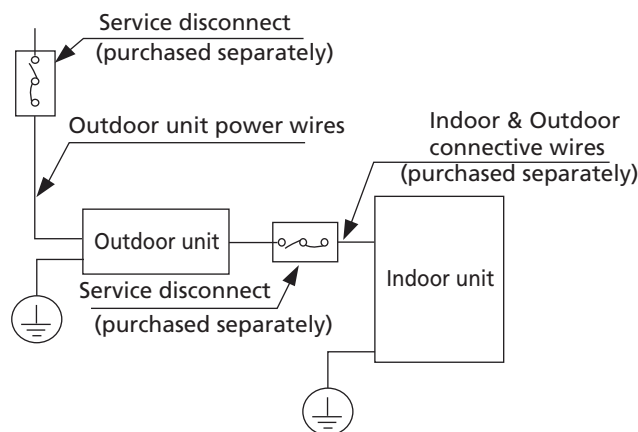 Service disconnect
(purchased separately)
Outdoor unit power wires
Indoor & Outdoor
connective wires
(purchased separately)
Outdoor unit
Service disconnect
(purchased separately)
Indoor unit